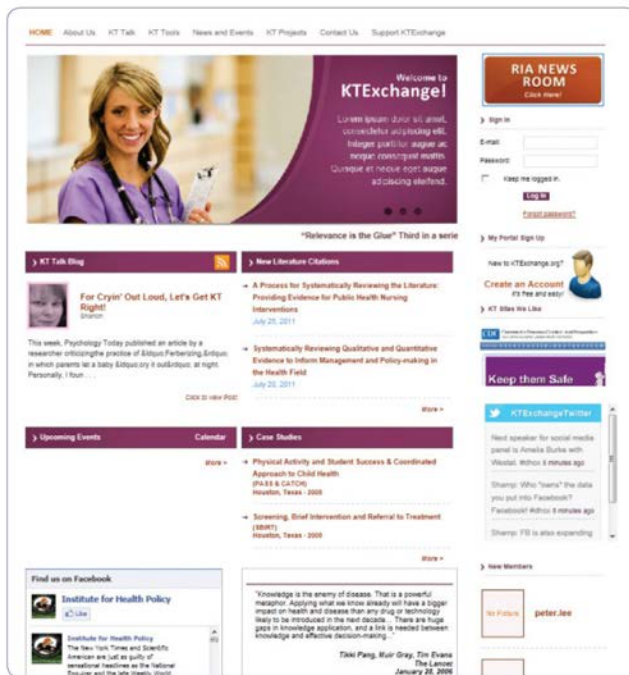 HOME About Us KT Talk KT Tools News and Events KT Projects Contact Us Support KTExchange
Welcome to
KTExchange!
Lorem ipsum dolor sit amet,
consectetur adipiscing elit.
Integer porttitor augue ac
neque consequat mattis.
Quisque et neque eget augue
adipiscing eleifend.
"Relevance is the Glue" Third in a serie
KT Talk Blog
For Cryin' Out Loud, Let's Get KT
Right!
Sharon
This week, Psychology Today published an article by a
researcher criticizingthe practice of &ldquo;Ferberizing,&rdquo;
in which parents let a baby &ldquo;cry it out&rdquo; at night.
Personally, I foun . . .
Click to view Post
New Literature Citations
A Process for Systematically Reviewing the Literature:
Providing Evidence for Public Health Nursing
Interventions
July 25, 2011
Systematically Reviewing Qualitative and Quantitative
Evidence to Inform Management and Policy-making in
the Health Field
July 20, 2011
More »
Upcoming Events Calendar
More »
Case Studies
Physical Activity and Student Success & Coordinated
Approach to Child Health
(PASS & CATCH)
Houston, Texas - 2009
Screening, Brief Intervention and Referral to Treatment
(SBIRT)
Houston, Texas - 2009
More »
Find us on Facebook
Institute for Health Policy
Like
Institute for Health Policy
The New York Times and Scientific
American are just as guilty of
sensational headlines as the National
Enquirer and the late Weekly World
"Knowledge is the enemy of disease. That is a powerful
metaphor. Applying what we know already will have a bigger
impact on health and disease than any drug or technology
likely to be introduced in the next decade... There are huge
gaps in knowledge application, and a link is needed between
knowledge and effective decision-making..."
Tikki Pang, Muir Gray, Tim Evans
The Lancet
January 28, 2006
RIA NEWS
ROOM
Click Here!
Sign In
E-mail:
Password:
Keep me logged in.
Log In
Forgot password?
My Portal Sign Up
New to KTExchange.org?
Create an Account
It's free and easy!
KT Sites We Like
CDC
Keep them Safe
KTExchangeTwitter
Next speaker for social media
panel is Amelia Burke with
Westat. #tdhox 8 minutes ago
Shamp: Who "owns" the data
you put into Facebook?
Facebook! #tdhox 8 minutes ago
Shamp: FB is also expanding
New Members
No Picture
peter.lee